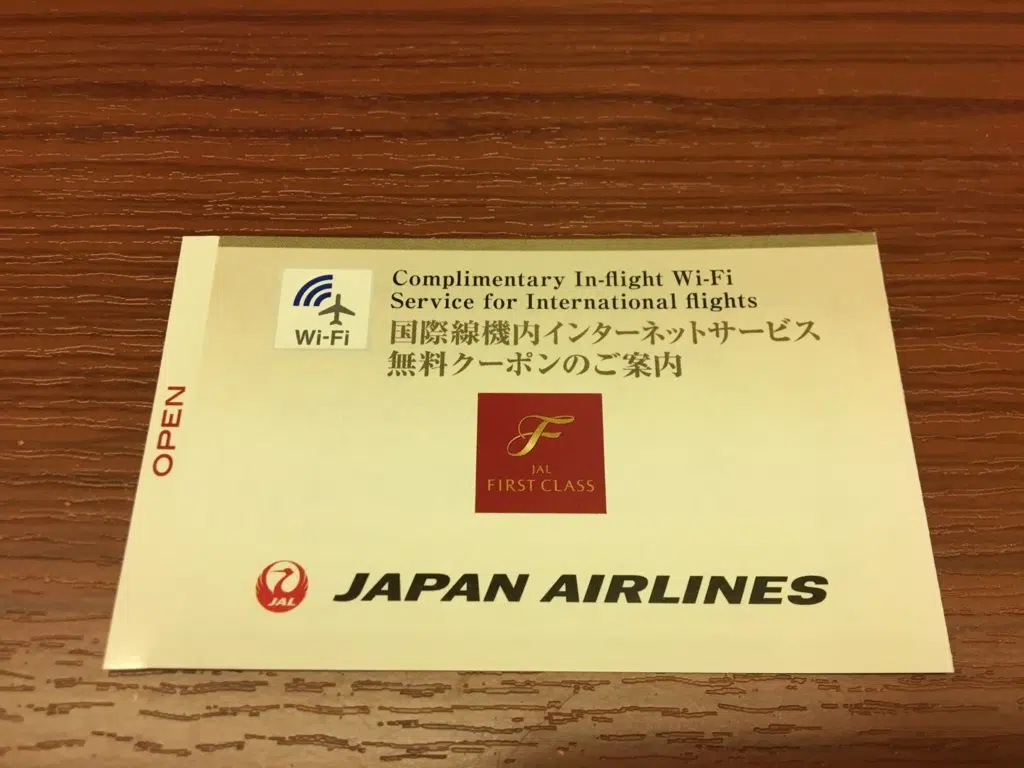 Complimentary In-flight Wi-Fi
Service for International flights
Wi-Fi
国際線機内インターネットサービス
無料クーポンのご案内
OPEN
F
JAL
FIRST CLASS
JAL
JAPAN AIRLINES